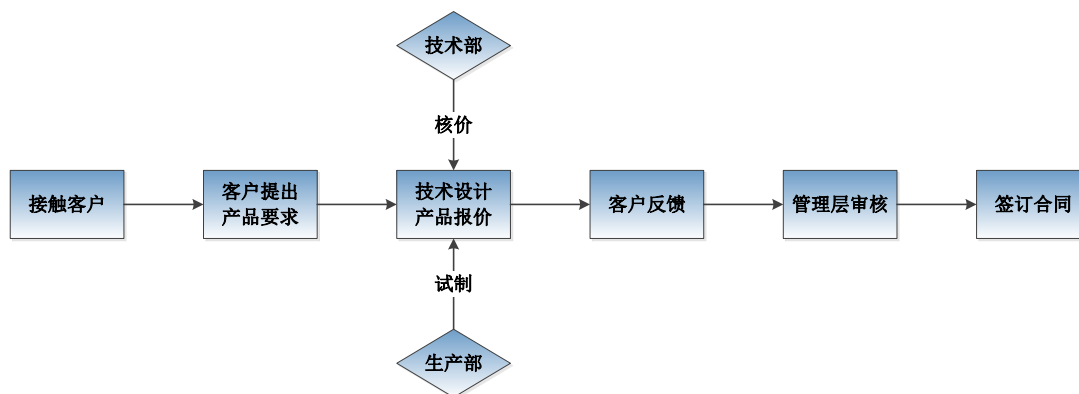 技术部
核价
接触客户
客户提出
产品要求
技术设计
产品报价
客户反馈
管理层审核
签订合同
试制
生产部